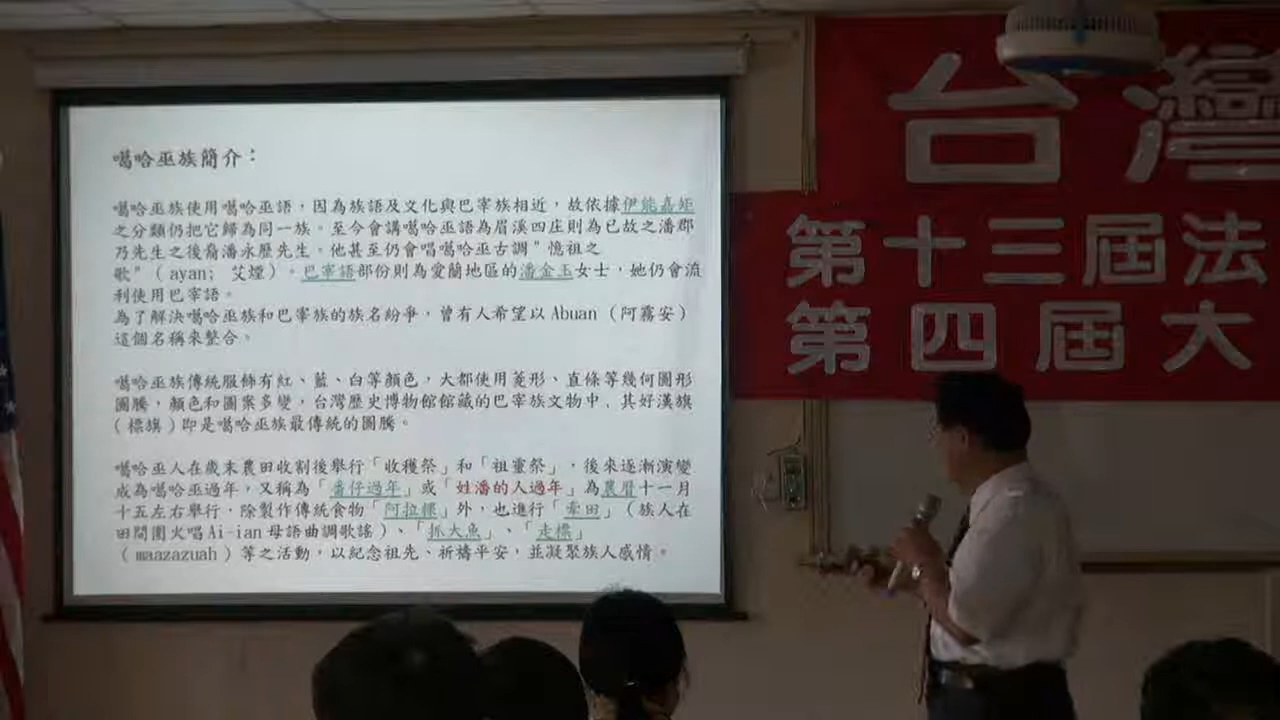 噶哈巫族簡介：
噶哈巫族使用噶哈巫語，因為族語及文化與巴宰族相近，故依據伊能嘉矩
之分類仍把它歸為同一族。至今會講噶哈巫語為眉溪四庄則為已故之潘郡
乃先生之後裔潘永歷先生。他甚至仍會唱噶哈巫古調"憶祖之
歌"（ayan; 艾煙）。巴宰語部份則為愛蘭地區的潘金玉女士，她仍會流
利使用巴宰語。
為了解決噶哈巫族和巴宰族的族名紛爭，曾有人希望以Abuan（阿霧安）
這個名稱來整合。
噶哈巫族傳統服飾有紅、藍、白等顏色，大都使用菱形、直條等幾何圖形
圖騰，顏色和圖案多變，台灣歷史博物館館藏的巴宰族文物中，其好漢旗
（標旗）即是噶哈巫族最傳統的圖騰。
噶哈巫人在歲末農田收割後舉行「收穫祭」和「祖靈祭」，後來逐漸演變
成為噶哈巫過年，又稱為「番仔過年」或「姓潘的人過年」為農曆十一月
十五左右舉行，除製作傳統食物「阿拉粿」外，也進行「牽田」（族人在
田間圍火唱Ai-ian母語曲調歌謠）、「抓大魚」、「走標」
（maazazuah）等之活動，以紀念祖先、祈禱平安，並凝聚族人感情。
台灣
第十三屆法
第四屆大